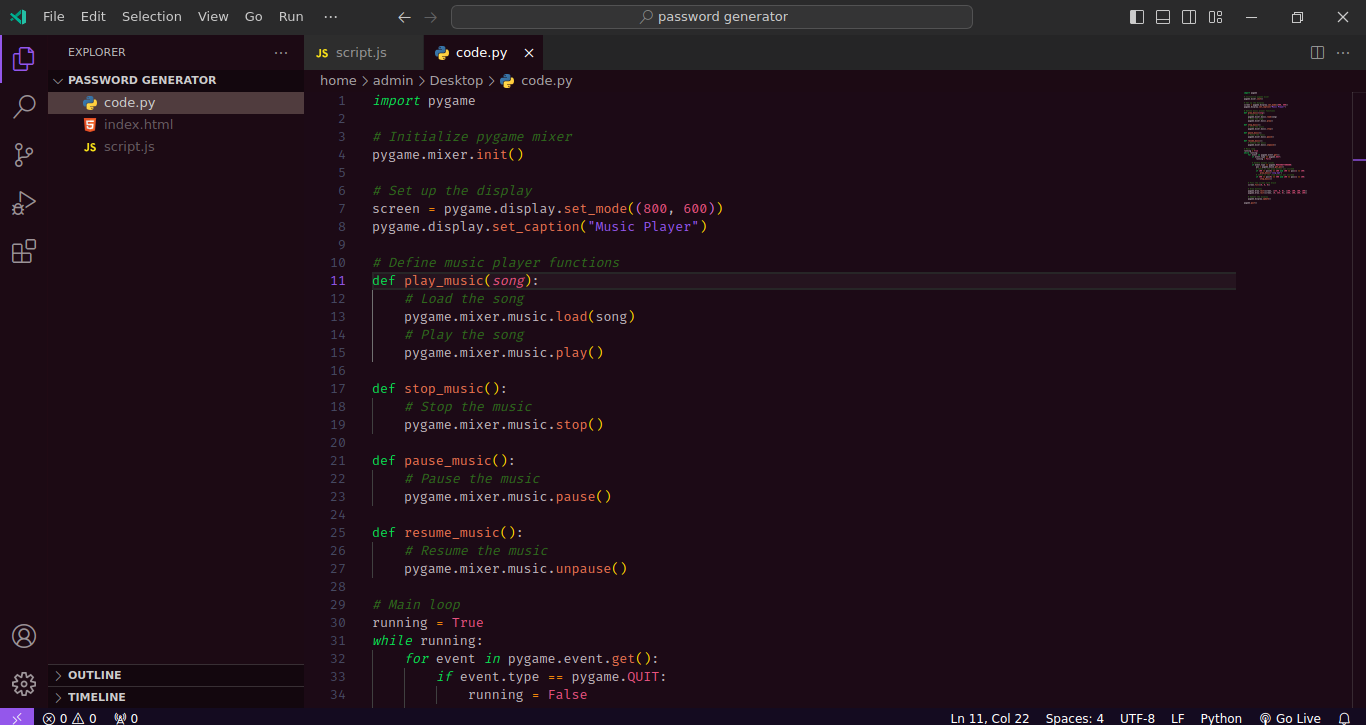 File Edit Selection View Go Run ···
password generator
EXPLORER ···
PASSWORD GENERATOR
code.py
index.html
JS script.js
OUTLINE
TIMELINE
JS script.js
code.py
home > admin > Desktop > code.py
1 import pygame
2
3 # Initialize pygame mixer
4 pygame.mixer.init()
5
6 # Set up the display
7 screen = pygame.display.set_mode((800, 600))
8 pygame.display.set_caption("Music Player")
9
10 # Define music player functions
11 def play_music(song):
12     # Load the song
13     pygame.mixer.music.load(song)
14     # Play the song
15     pygame.mixer.music.play()
16
17 def stop_music():
18     # Stop the music
19     pygame.mixer.music.stop()
20
21 def pause_music():
22     # Pause the music
23     pygame.mixer.music.pause()
24
25 def resume_music():
26     # Resume the music
27     pygame.mixer.music.unpause()
28
29 # Main loop
30 running = True
31 while running:
32     for event in pygame.event.get():
33         if event.type == pygame.QUIT:
34             running = False
0 0 0
Ln 11, Col 22 Spaces: 4 UTF-8 LF Python Go Live